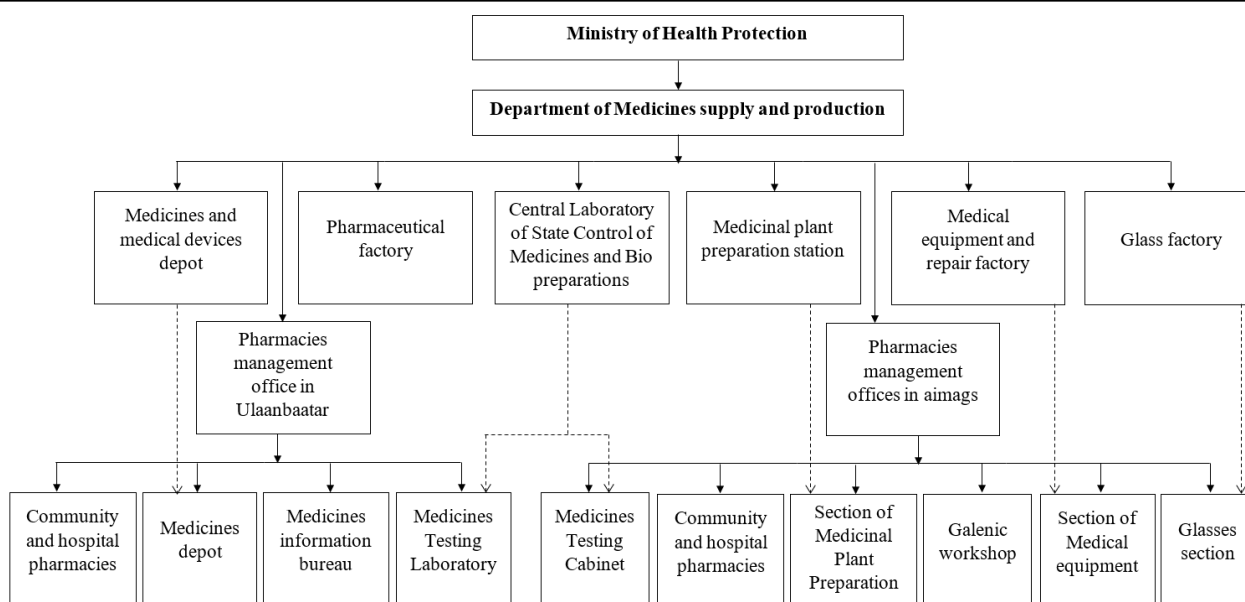 Ministry of Health Protection
Department of Medicines supply and production
Medicines and
medical devices
depot
Pharmaceutical
factory
Central Laboratory
of State Control of
Medicines and Bio
preparations
Medicinal plant
preparation station
Medical
equipment and
repair factory
Glass factory
Pharmacies
management
office in
Ulaanbaatar
Pharmacies
management
offices in aimags
Community
and hospital
pharmacies
Medicines
depot
Medicines
information
bureau
Medicines
Testing
Laboratory
Medicines
Testing
Cabinet
Community
and hospital
pharmacies
Section of
Medicinal
Plant
Preparation
Galenic
workshop
Section of
Medical
equipment
Glasses
section